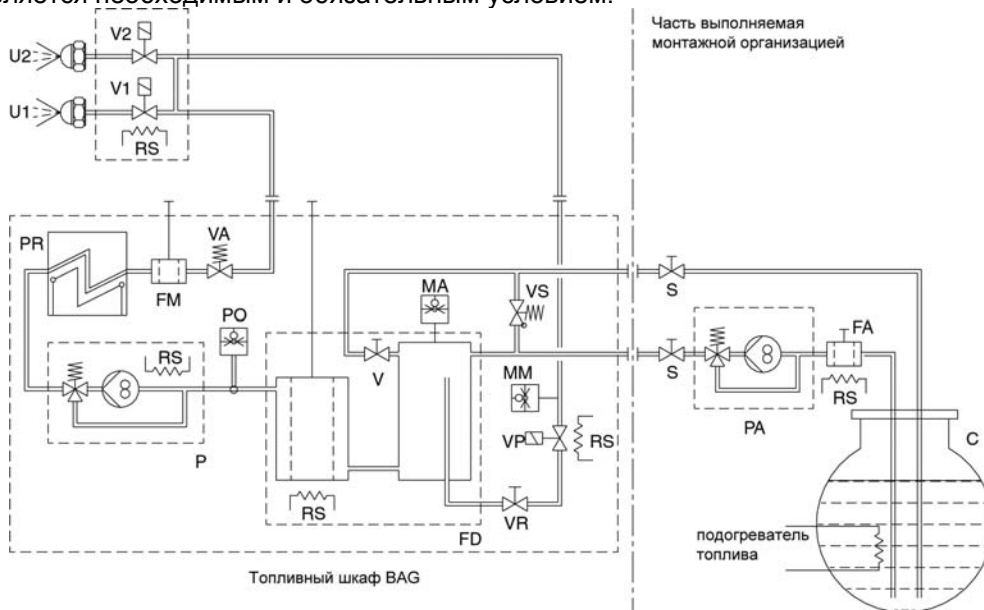 является необходимым и обязательным условием.
Часть выполняемая
монтажной организацией
V2
U2
V1
U1
RS
PR
VA
FM
MA
VS
S
PO
FA
RS
V
S
MM
RS
RS
VP
PA
C
P
RS
VR
подогреватель
топлива
FD
Топливный шкаф BAG